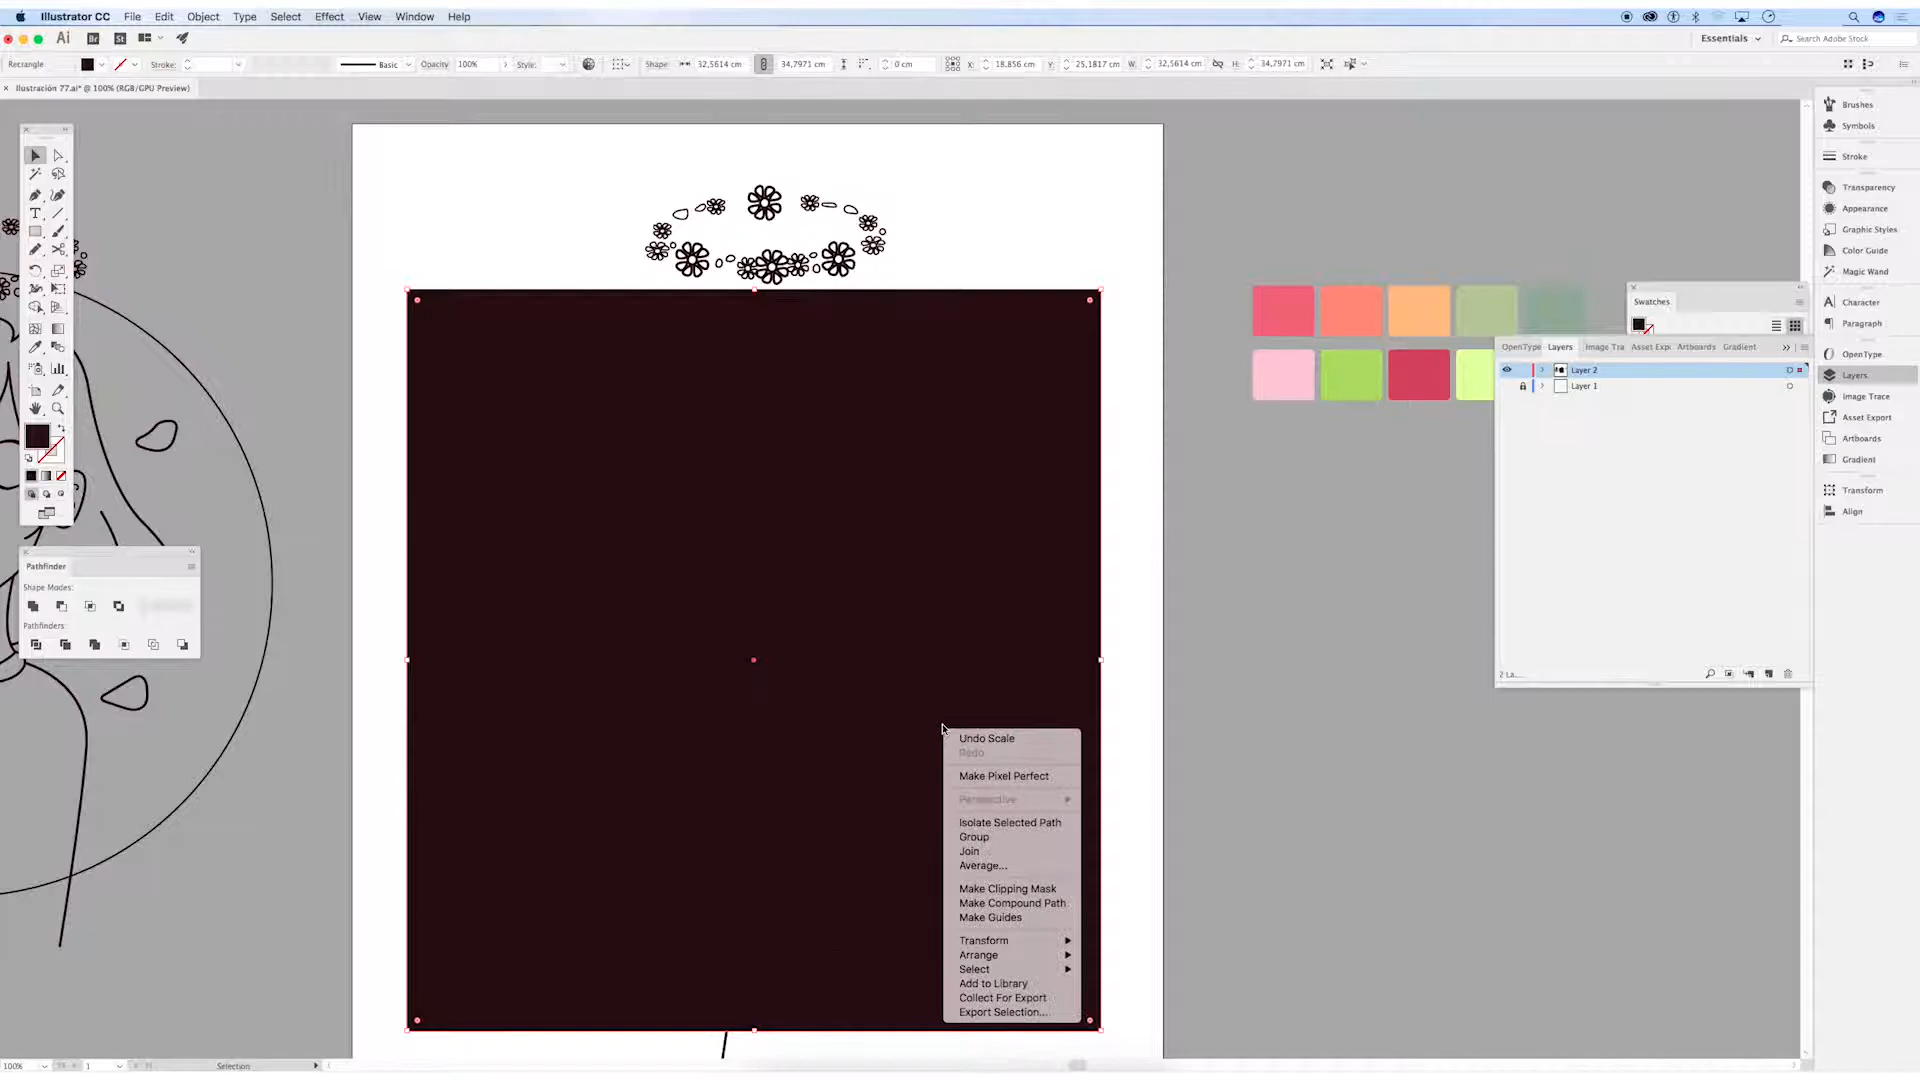 Illustrator CC File Edit Object Type Select Effect View Window Help
Ai Br St Essentials Search Adobe Stock
Rectangle Stroke: Basic Opacity 100% Style: Shape: 32,5614 cm 34,7971 cm 0 cm X: 18.856 cm Y: 25,1817 cm W: 32,5614 cm H: 34,7971 cm
Ilustración 77.ai* @ 100% (RGB/GPU Preview)
Brushes
Symbols
Stroke
Transparency
Appearance
Graphic Styles
Color Guide
Magic Wand
Character
Paragraph
OpenType
Layers
Image Trace
Asset Export
Artboards
Gradient
Transform
Align
Swatches
OpenType Layers Image Tra Asset Expo Artboards Gradient
Layer 2
Layer 1
2 La...
Pathfinder
Shape Modes:
Pathfinders:
Undo Scale
Redo
Make Pixel Perfect
Perspective
Isolate Selected Path
Group
Join
Average...
Make Clipping Mask
Make Compound Path
Make Guides
Transform
Arrange
Select
Add to Library
Collect For Export
Export Selection...
100% 1 Selection